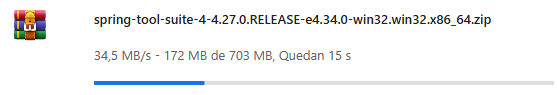 spring-tool-suite-4-4.27.0.RELEASE-e4.34.0-win32.win32.x86_64.zip
34,5 MB/s - 172 MB de 703 MB, Quedan 15 s